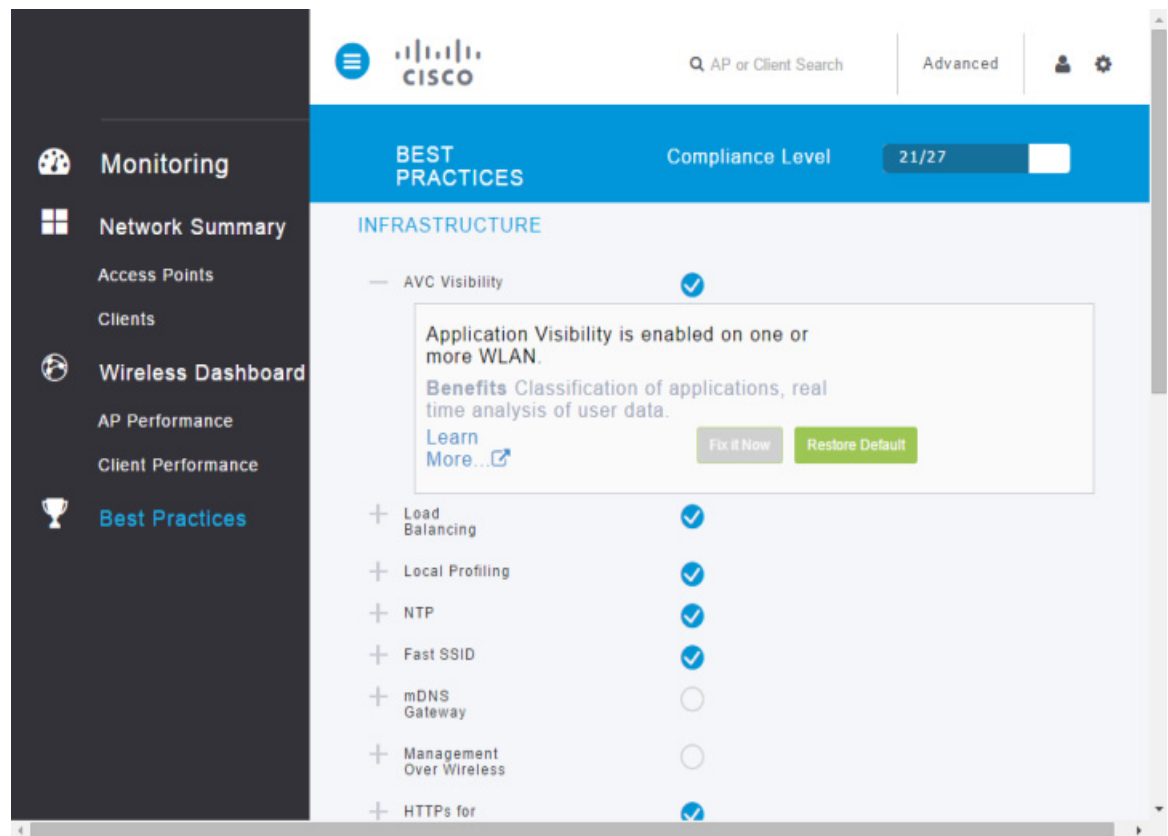 CISCO
AP or Client Search
Advanced
Monitoring
Network Summary
Access Points
Clients
Wireless Dashboard
AP Performance
Client Performance
Best Practices
BEST
PRACTICES
Compliance Level
21/27
INFRASTRUCTURE
AVC Visibility
Application Visibility is enabled on one or
more WLAN.
Benefits Classification of applications, real
time analysis of user data.
Learn
More...
Fix it Now
Restore Default
Load
Balancing
Local Profiling
NTP
Fast SSID
mDNS
Gateway
Management
Over Wireless
HTTPs for